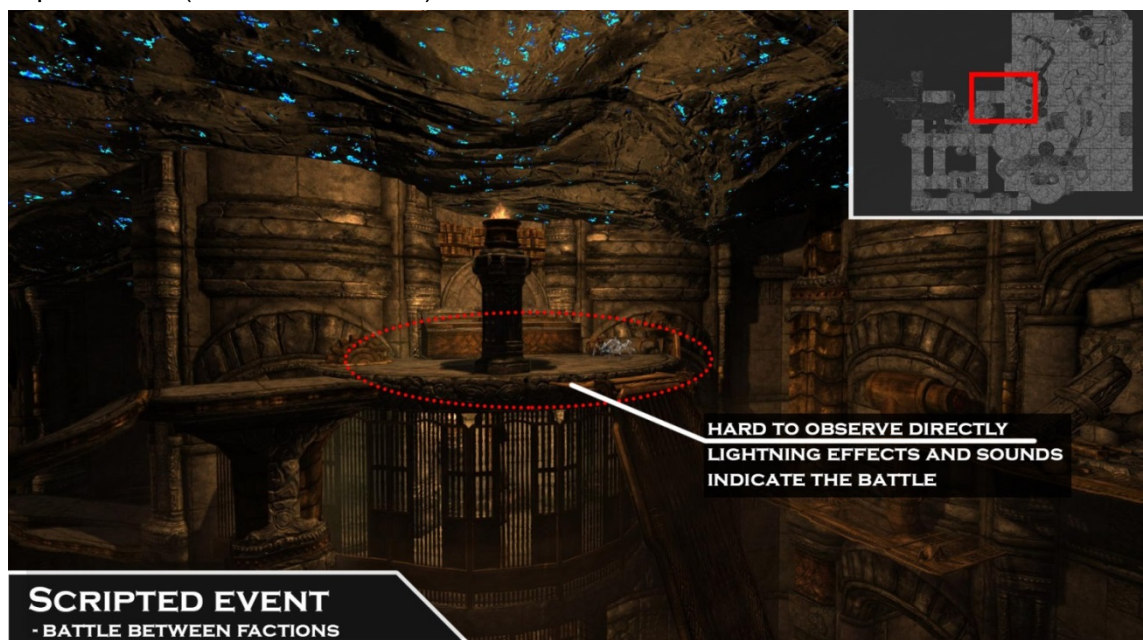 HARD TO OBSERVE DIRECTLY
LIGHTNING EFFECTS AND SOUNDS
INDICATE THE BATTLE
SCRIPTED EVENT
- BATTLE BETWEEN FACTIONS